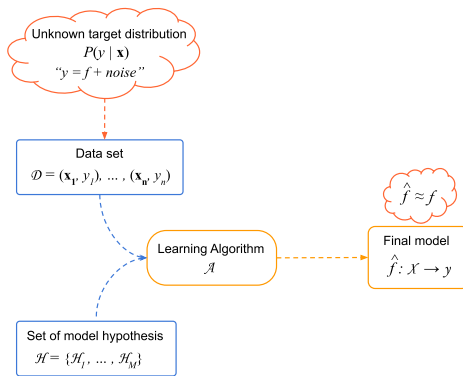 Unknown target distribution
P(y | x)
“y = f + noise”
Data set
𝒟 = (x₁, y₁), ... , (xₙ, yₙ)
f̂ ≈ f
Learning Algorithm
𝒜
Final model
f̂ : 𝒳 → y
Set of model hypothesis
ℋ = {ℋ₁ , ... , ℋ_M}